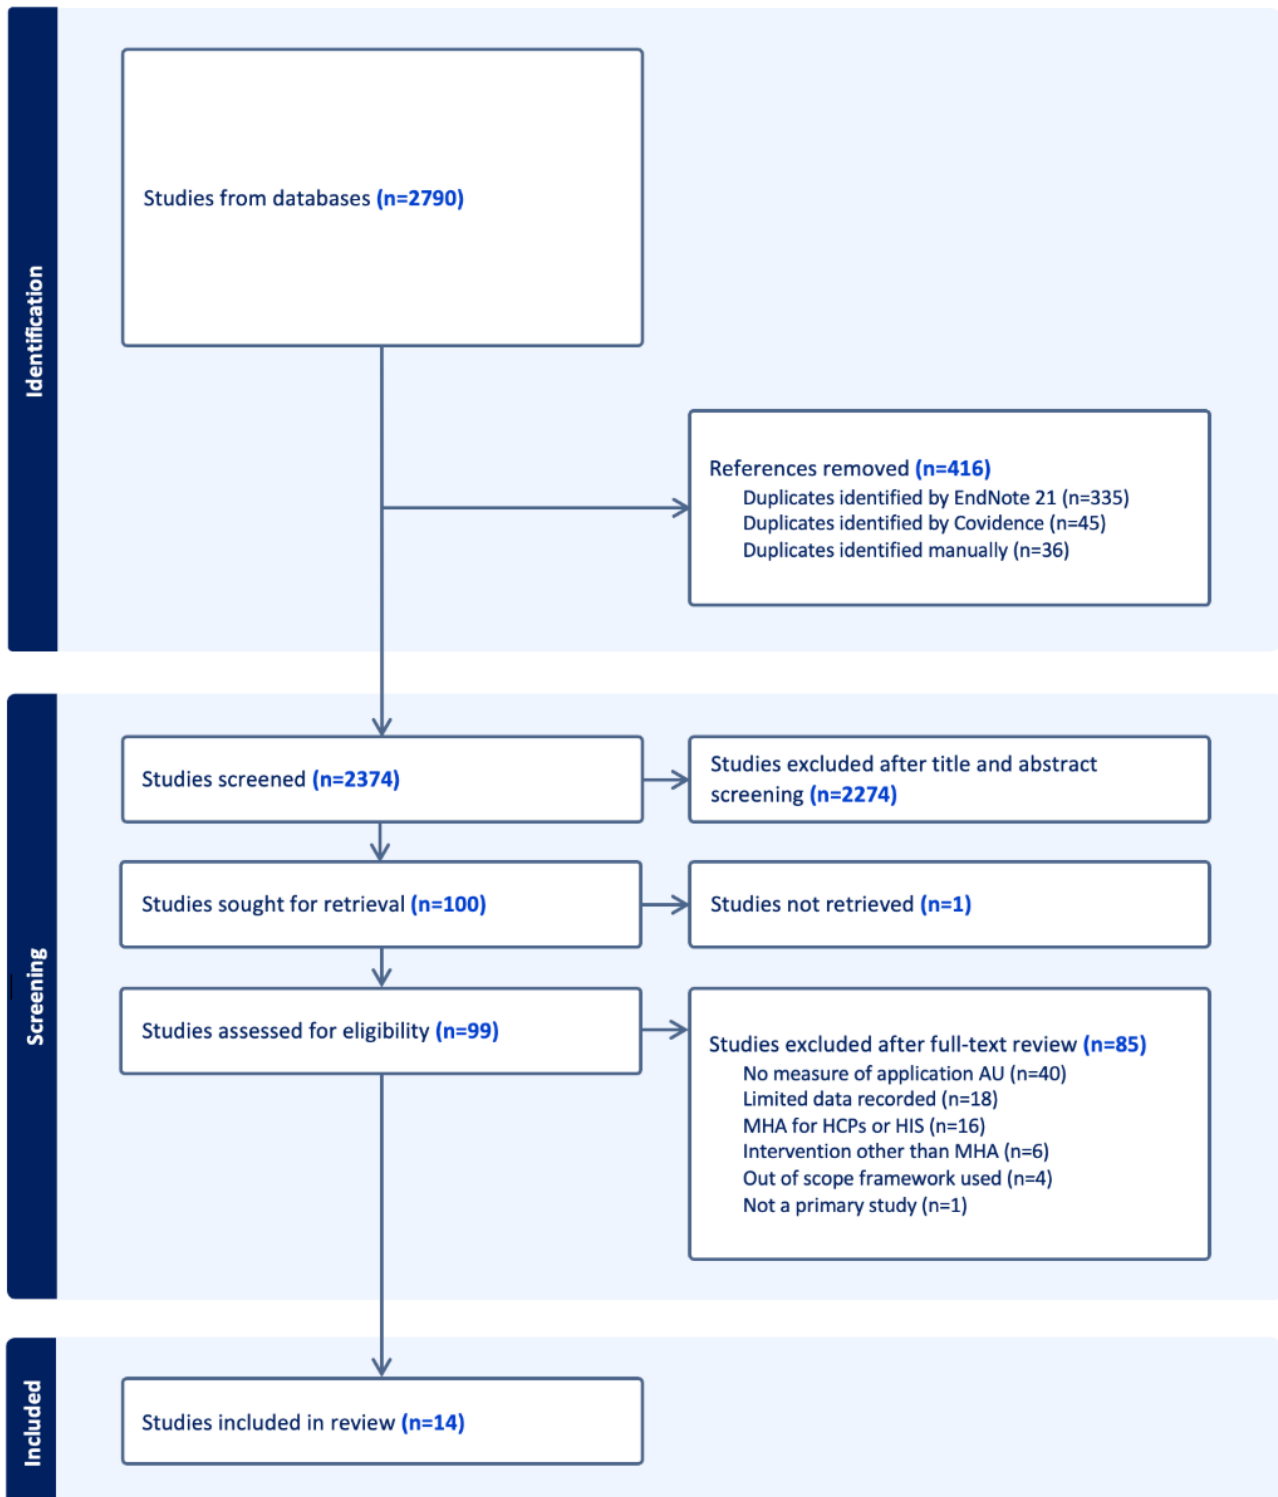 Identification
Studies from databases (n=2790)
References removed (n=416)
Duplicates identified by EndNote 21 (n=335)
Duplicates identified by Covidence (n=45)
Duplicates identified manually (n=36)
Screening
Studies screened (n=2374)
Studies excluded after title and abstract
screening (n=2274)
Studies sought for retrieval (n=100)
Studies not retrieved (n=1)
Studies assessed for eligibility (n=99)
Studies excluded after full-text review (n=85)
No measure of application AU (n=40)
Limited data recorded (n=18)
MHA for HCPs or HIS (n=16)
Intervention other than MHA (n=6)
Out of scope framework used (n=4)
Not a primary study (n=1)
Included
Studies included in review (n=14)